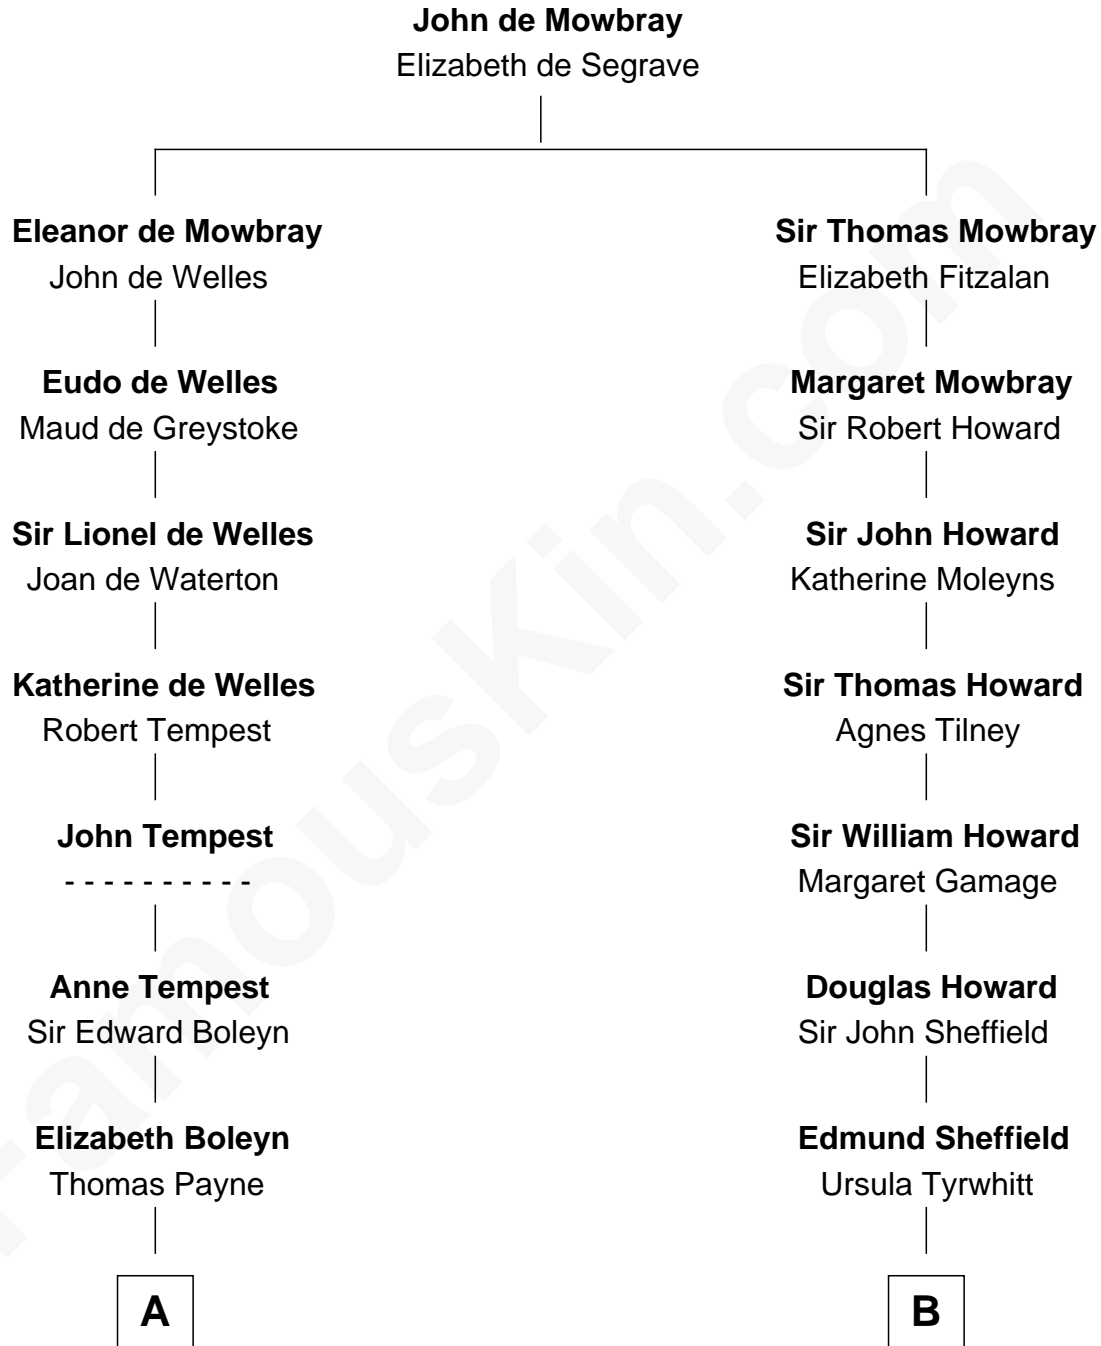 John de Mowbray
Elizabeth de Segrave
Eleanor de Mowbray
John de Welles
Sir Thomas Mowbray
Elizabeth Fitzalan
Eudo de Welles
Maud de Greystoke
Margaret Mowbray
Sir Robert Howard
Sir Lionel de Welles
Joan de Waterton
Sir John Howard
Katherine Moleyns
Katherine de Welles
Robert Tempest
Sir Thomas Howard
Agnes Tilney
John Tempest
- - - - - - - - - -
Sir William Howard
Margaret Gamage
Anne Tempest
Sir Edward Boleyn
Douglas Howard
Sir John Sheffield
Elizabeth Boleyn
Thomas Payne
Edmund Sheffield
Ursula Tyrwhitt
A
B
FamousKin.com